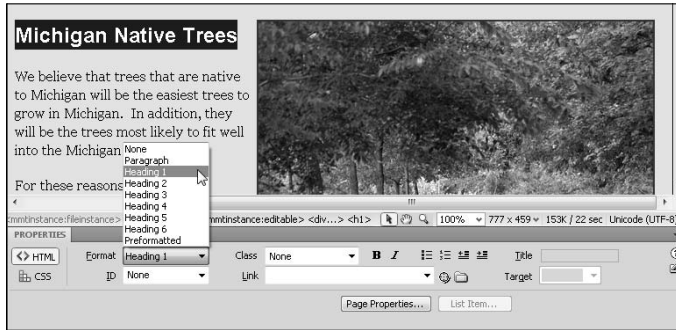 Michigan Native Trees
We believe that trees that are native
to Michigan will be the easiest trees to
grow in Michigan. In addition, they
will be the trees most likely to fit well
into the Michigan
For these reasons
None
Paragraph
Heading 1
Heading 2
Heading 3
Heading 4
Heading 5
Heading 6
Preformatted
<mmtinstance:fileinstance> mmtinstance:editable> <div...> <h1> 100% 777 x 459 153K / 22 sec Unicode (UTF-8)
PROPERTIES
<> HTML Format Heading 1 Class None B I Title
CSS ID None Link Target
Page Properties... List Item...